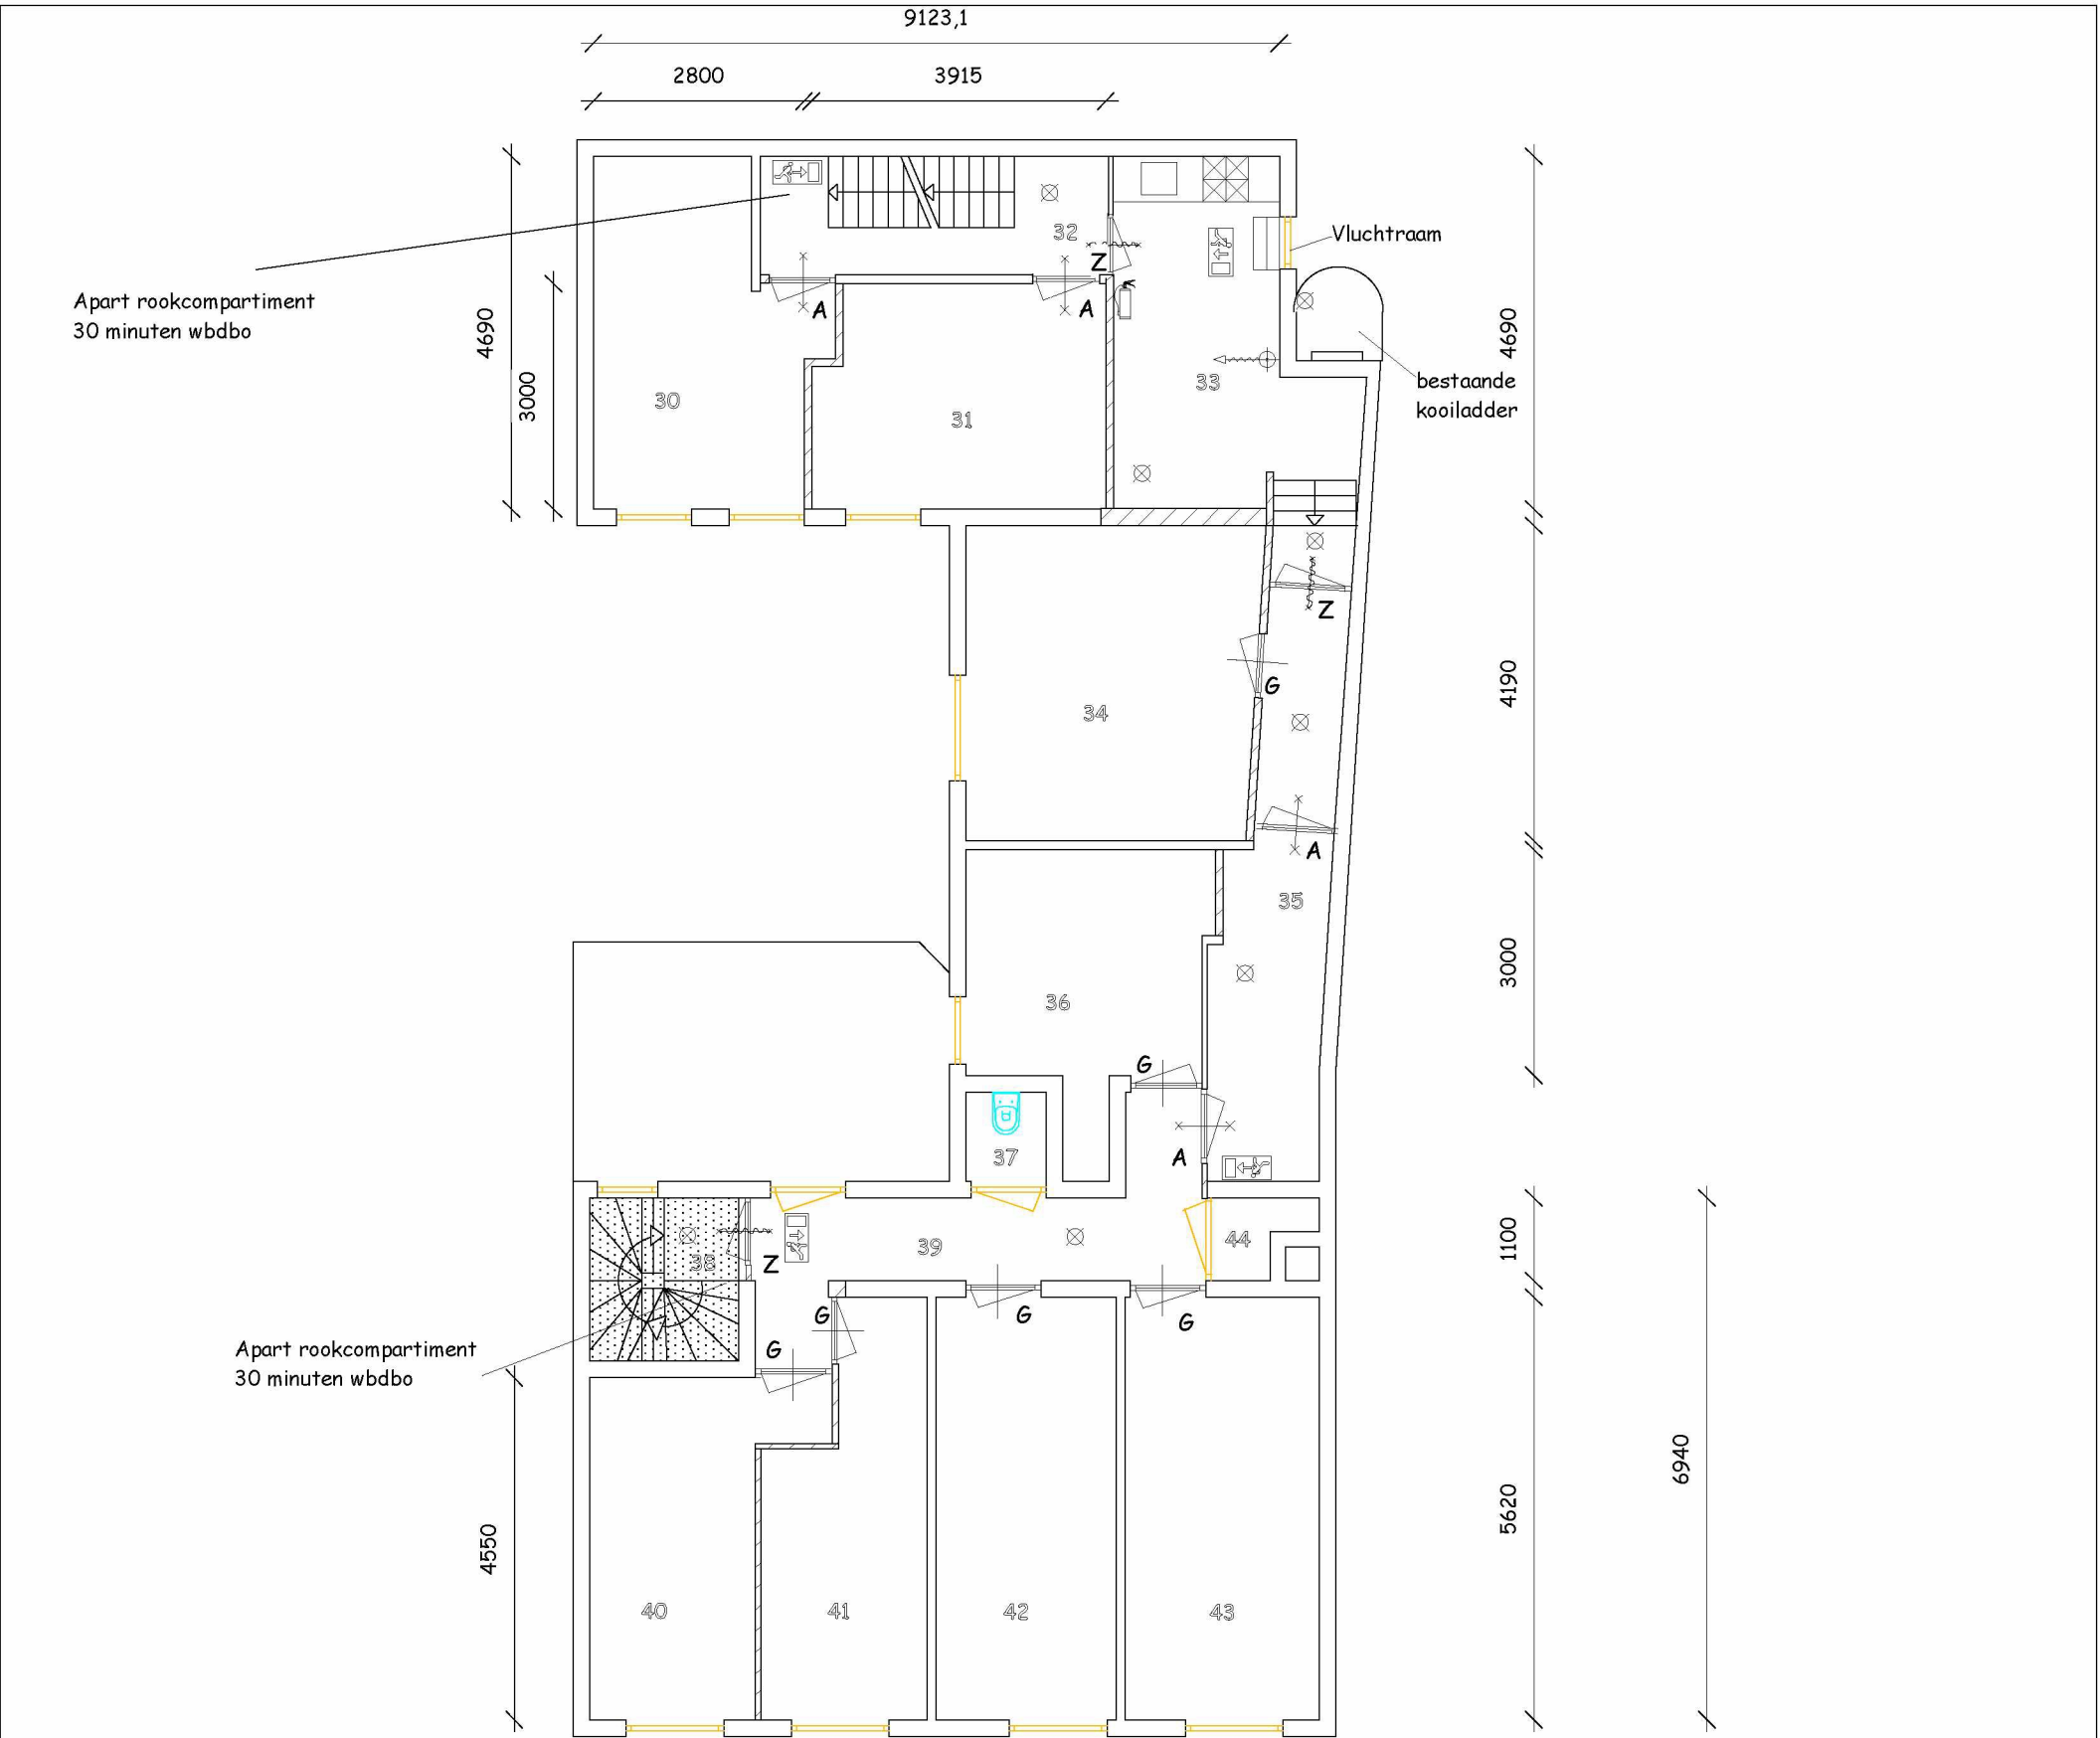 9123,1
2800
3915
32
Z
Vluchtraam
Apart rookcompartiment
30 minuten wbdbo
A
A
4690
4690
3000
33
bestaande
kooiladder
30
31
Z
G
4190
34
A
35
3000
36
G
37
A
38
Z
39
44
1100
G
G
G
G
Apart rookcompartiment
30 minuten wbdbo
6940
5620
4550
40
41
42
43